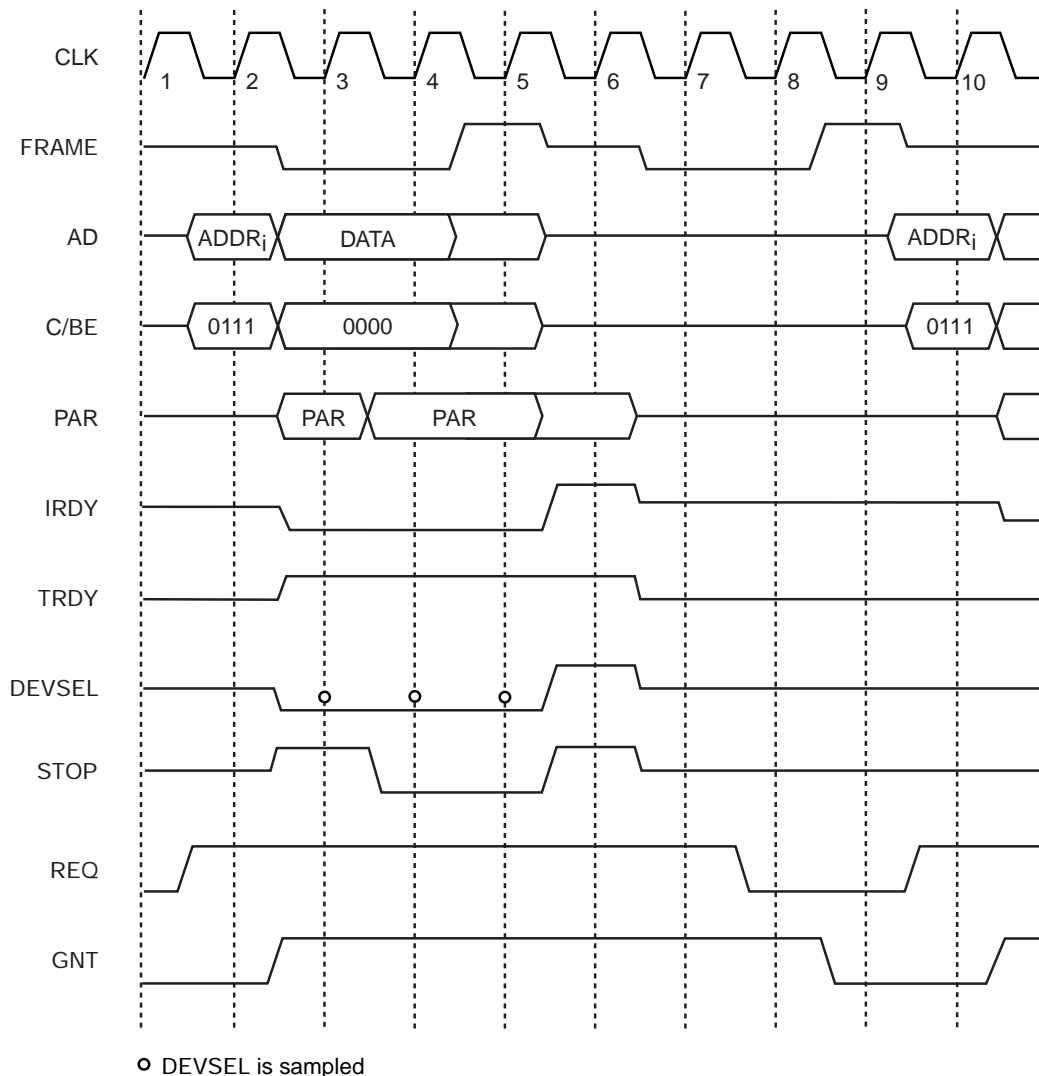 CLK
1 2 3 4 5 6 7 8 9 10
FRAME
AD
ADDRi DATA ADDRi
C/BE
0111 0000 0111
PAR
PAR PAR
IRDY
TRDY
DEVSEL
STOP
REQ
GNT
DEVSEL is sampled